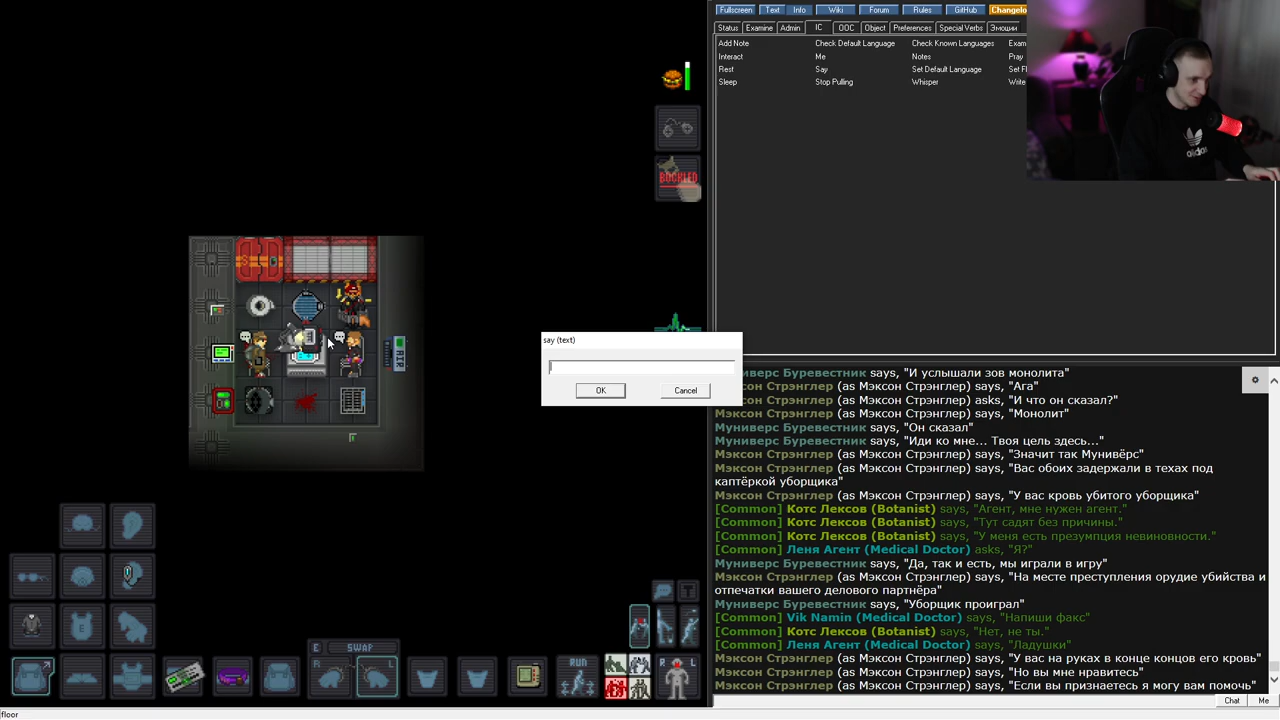 Fullscreen Text Info Wiki Forum Rules GitHub Changelo
Status Examine Admin IC OOC Object Preferences Special Verbs Эмоции
Add Note Check Default Language Check Known Languages Exam
Interact Me Notes Pray
Rest Say Set Default Language Set Fl
Sleep Stop Pulling Whisper Write
BUCKLED
adidas
say (text)
OK Cancel
Муниверс Буревестник says, "И услышали зов монолита"
Мэксон Стрэнглер (as Мэксон Стрэнглер) says, "Ага"
Мэксон Стрэнглер (as Мэксон Стрэнглер) asks, "И что он сказал?"
Мэксон Стрэнглер (as Мэксон Стрэнглер) says, "Монолит"
Муниверс Буревестник says, "Он сказал"
Муниверс Буревестник says, "Иди ко мне... Твоя цель здесь..."
Мэксон Стрэнглер (as Мэксон Стрэнглер) says, "Значит так Мунивёрс"
Мэксон Стрэнглер (as Мэксон Стрэнглер) says, "Вас обоих задержали в техах под
каптёркой уборщика"
Мэксон Стрэнглер (as Мэксон Стрэнглер) says, "У вас кровь убитого уборщика"
[Common] Котс Лексов (Botanist) says, "Агент, мне нужен агент."
[Common] Котс Лексов (Botanist) says, "Тут садят без причины."
[Common] Котс Лексов (Botanist) says, "У меня есть презумпция невиновности."
[Common] Леня Агент (Medical Doctor) asks, "Я?"
Муниверс Буревестник says, "Да, так и есть, мы играли в игру"
Мэксон Стрэнглер (as Мэксон Стрэнглер) says, "На месте преступления орудие убийства и
отпечатки вашего делового партнёра"
Муниверс Буревестник says, "Уборщик проиграл"
[Common] Vik Namin (Medical Doctor) says, "Напиши факс"
[Common] Котс Лексов (Botanist) says, "Нет, не ты."
[Common] Леня Агент (Medical Doctor) says, "Ладушки"
Мэксон Стрэнглер (as Мэксон Стрэнглер) says, "У вас на руках в конце концов его кровь"
Мэксон Стрэнглер (as Мэксон Стрэнглер) says, "Но вы мне нравитесь"
Мэксон Стрэнглер (as Мэксон Стрэнглер) says, "Если вы признаетесь я могу вам помочь"
E SWAP
R L
RUN
R L
Chat Me
floor